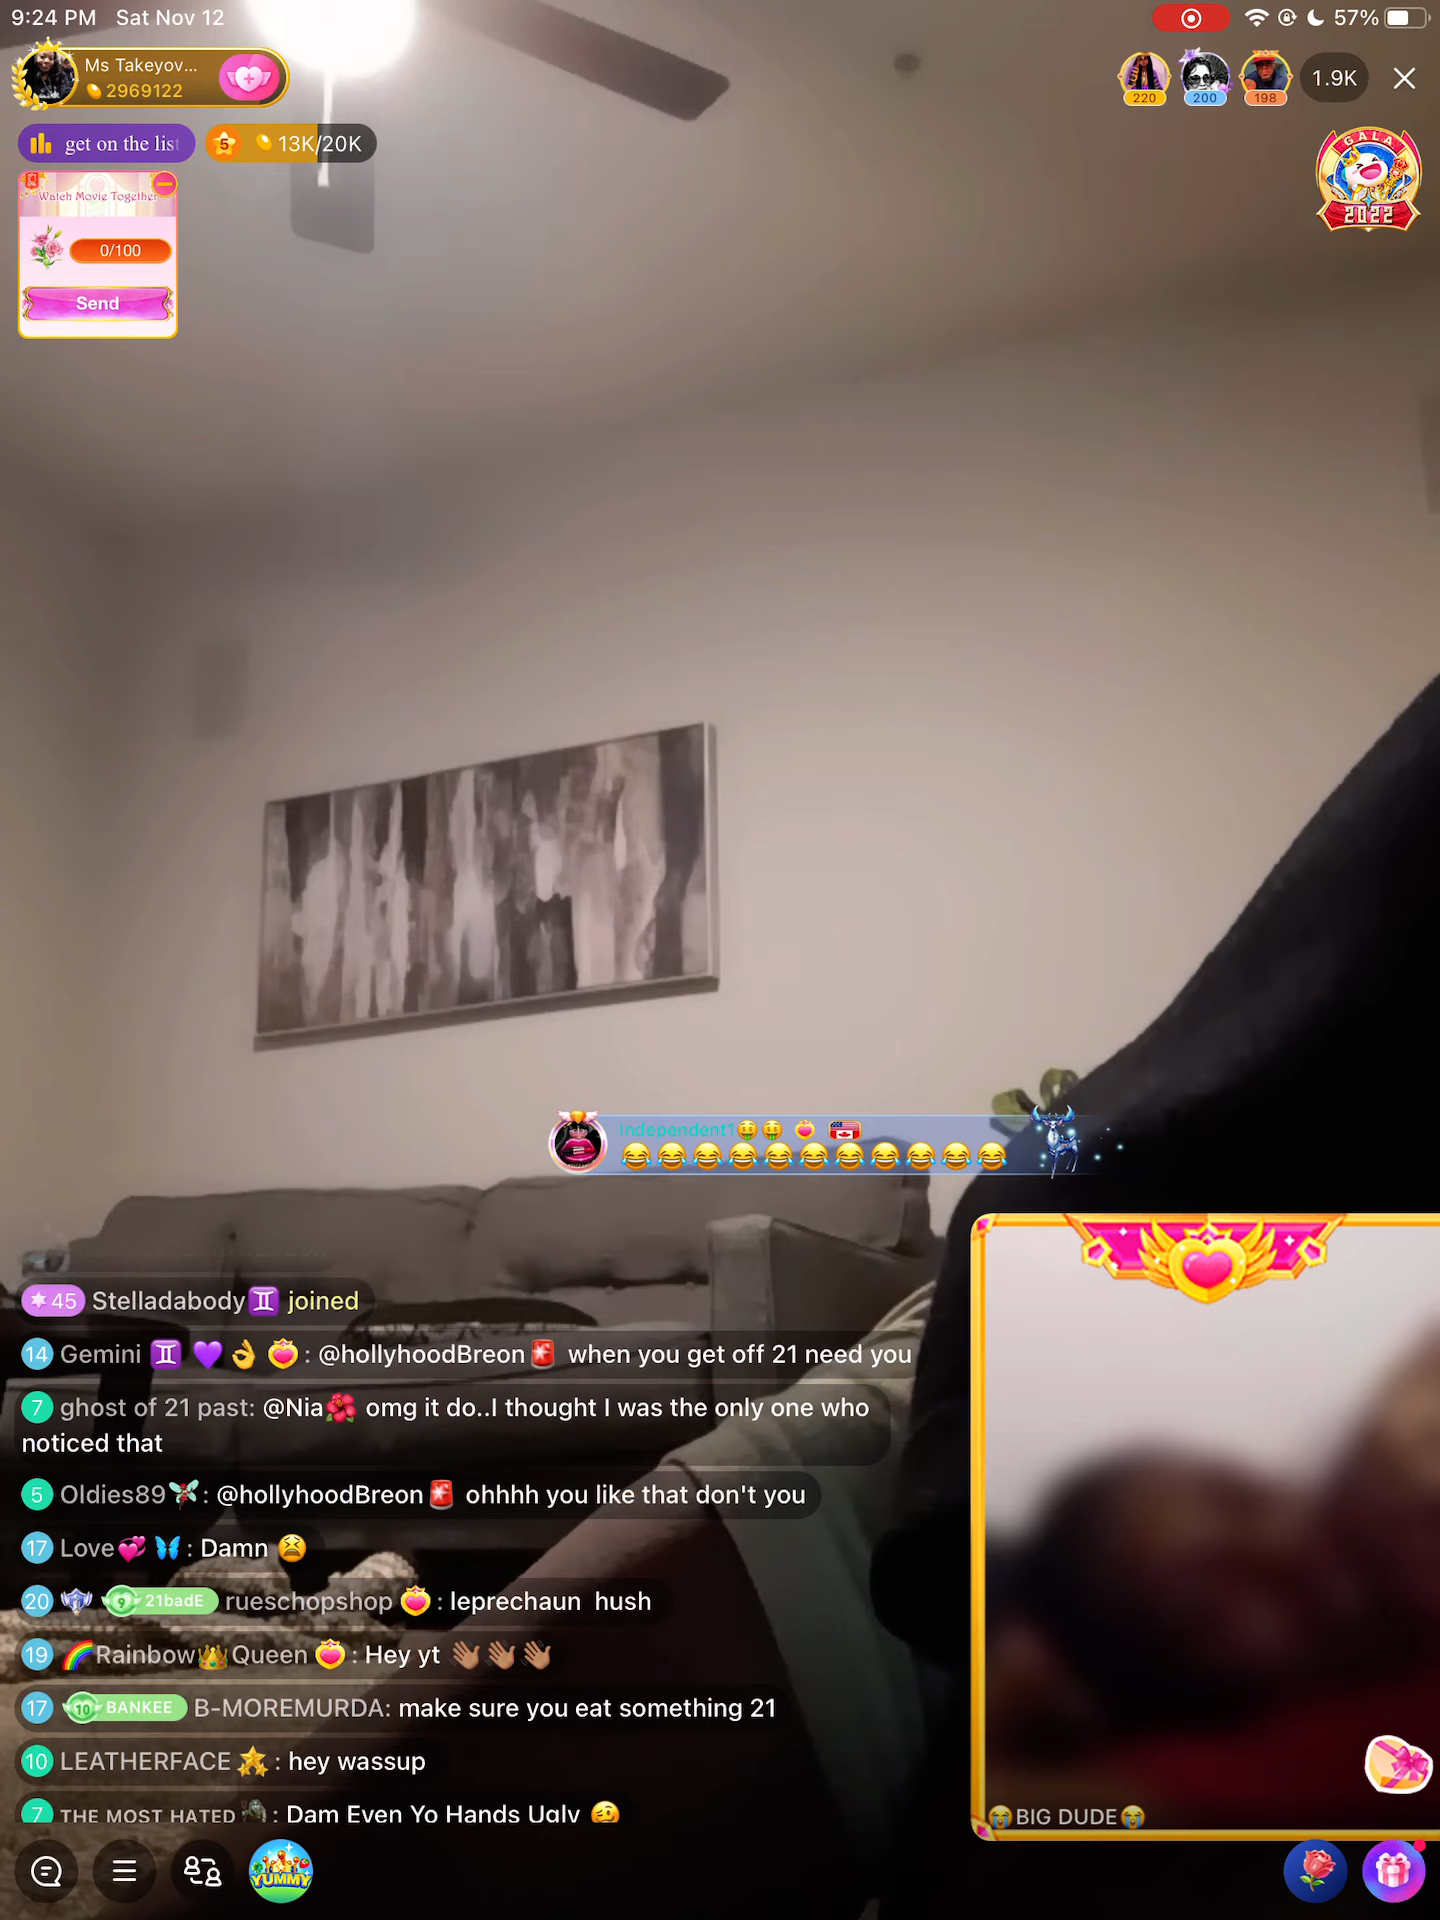 9:24 PM Sat Nov 12
57%
Ms Takeyov...
2969122
220
200
198
1.9K
get on the lis
5
13K/20K
GALA
2022
Watch Movie Together
0/100
Send
Independent1🤑🤑 🇺🇸🇨🇦
😂😂😂😂😂😂😂😂😂😂😂
45 Stelladabody♊ joined
14 Gemini ♊ 💜 👌 : @hollyhoodBreon🚨 when you get off 21 need you
7 ghost of 21 past: @Nia🌺 omg it do..I thought I was the only one who
noticed that
5 Oldies89🧚 : @hollyhoodBreon🚨 ohhhh you like that don't you
17 Love💞 🦋 : Damn 😫
20 9 21badE rueschopshop : leprechaun hush
19 🌈Rainbow👑Queen : Hey yt 👋🏽👋🏽👋🏽
17 10 BANKEE B-MOREMURDA: make sure you eat something 21
10 LEATHERFACE : hey wassup
7 THE MOST HATED : Dam Even Yo Hands Ugly 🥴
😭BIG DUDE😭
YUMMY